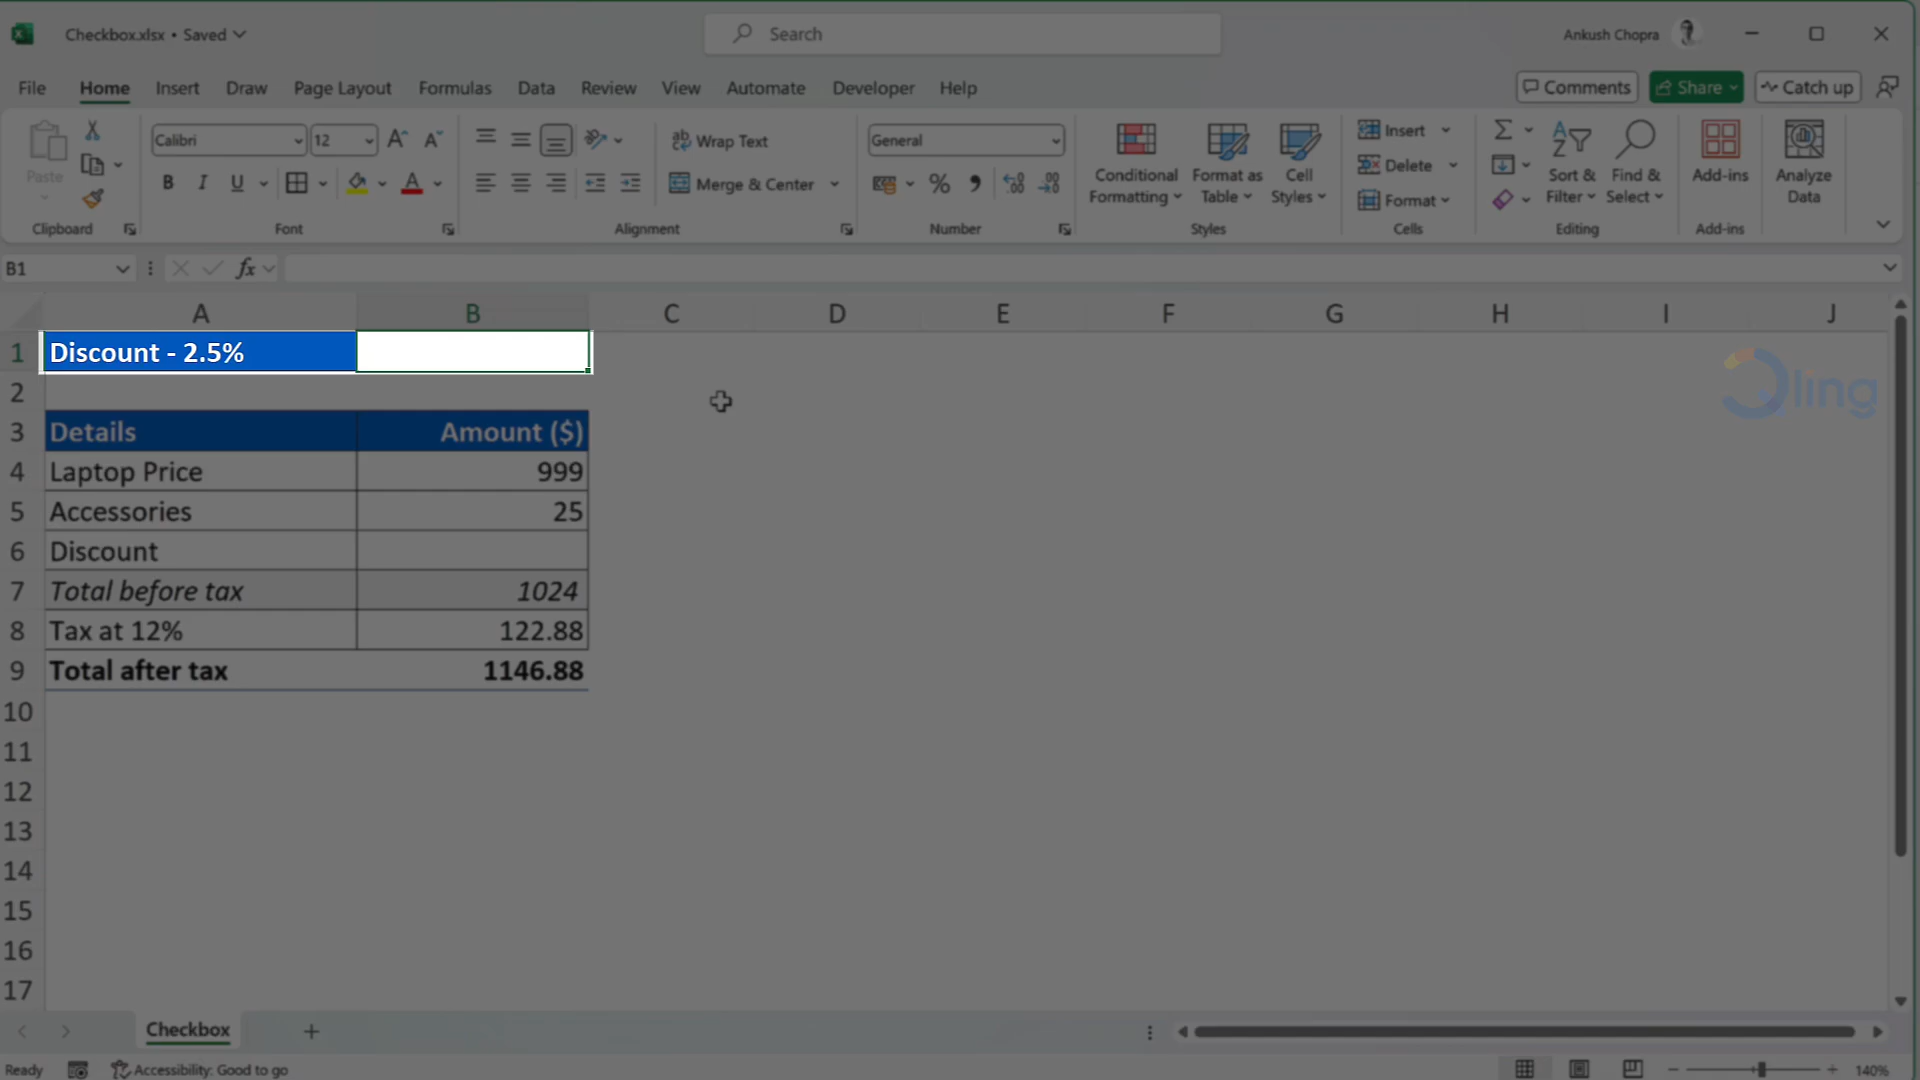 Checkbox.xlsx • Saved
Search
Ankush Chopra
File Home Insert Draw Page Layout Formulas Data Review View Automate Developer Help
Comments Share Catch up
Paste
Clipboard
Calibri 12
B I U A
Font
Wrap Text
Merge & Center
Alignment
General
%
Number
Conditional Formatting
Format as Table
Cell Styles
Styles
Insert
Delete
Format
Cells
Sort & Filter
Find & Select
Editing
Add-ins
Add-ins
Analyze Data
B1 fx
A B C D E F G H I J
1 Discount - 2.5%
2
3 Details Amount ($)
4 Laptop Price 999
5 Accessories 25
6 Discount
7 Total before tax 1024
8 Tax at 12% 122.88
9 Total after tax 1146.88
10
11
12
13
14
15
16
17
ling
Checkbox
Ready Accessibility: Good to go 140%